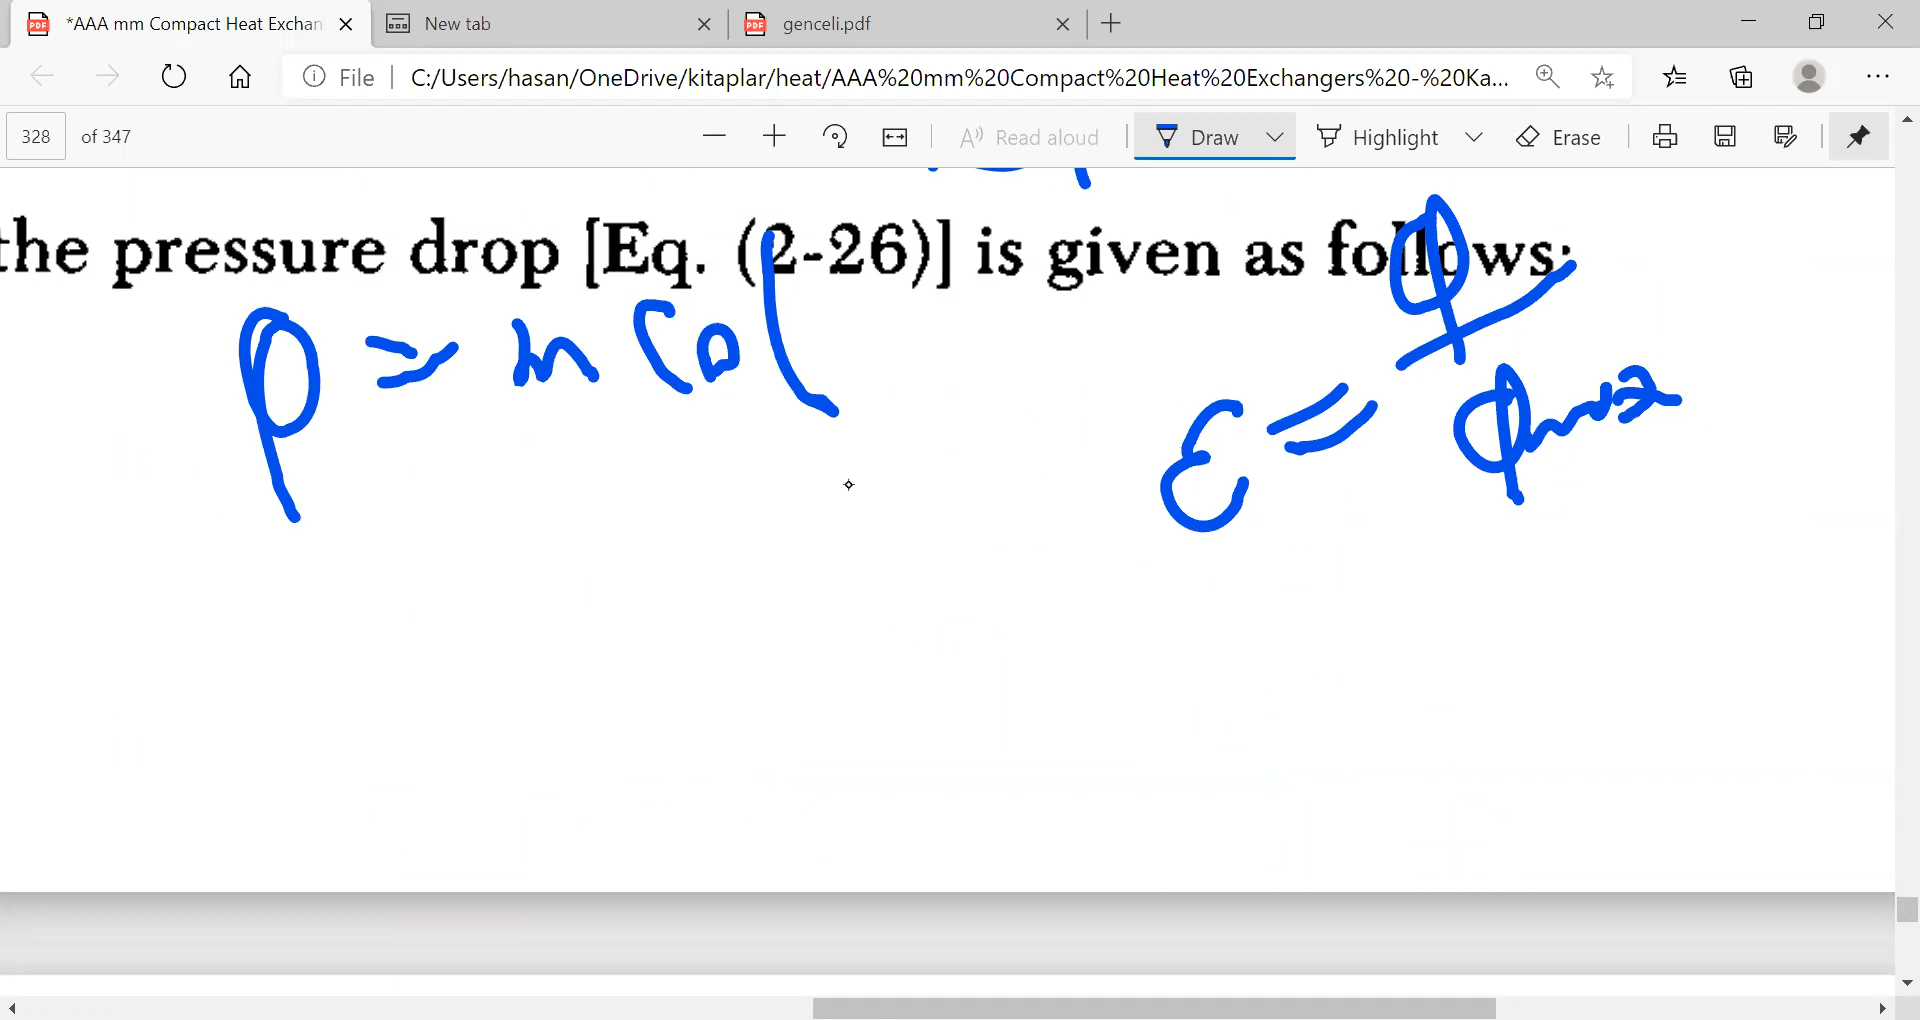 *AAA mm Compact Heat Exchan
New tab
genceli.pdf
File
C:/Users/hasan/OneDrive/kitaplar/heat/AAA%20mm%20Compact%20Heat%20Exchangers%20-%20Ka...
328 of 347
Read aloud
Draw
Highlight
Erase
the pressure drop [Eq. (2-26)] is given as follows:
= m Cp (
ε = Q / Qmax